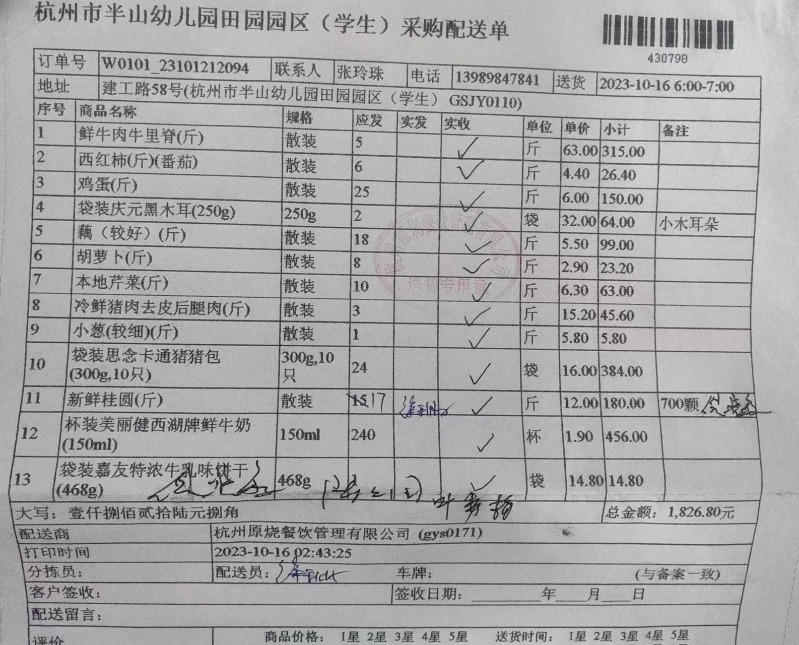 杭州市半山幼儿园田园园区（学生）采购配送单
430790
订单号 W0101_23101212094 联系人 张玲珠 电话 13989847841 送货 2023-10-16 6:00-7:00
地址 建工路58号(杭州市半山幼儿园田园园区（学生） GSJY0110)
序号 商品名称 规格 应发 实发 实收 单位 单价 小计 备注
1 鲜牛肉牛里脊(斤) 散装 5 ✓ 斤 63.00 315.00
2 西红柿(斤)(番茄) 散装 6 ✓ 斤 4.40 26.40
3 鸡蛋(斤) 散装 25 ✓ 斤 6.00 150.00
4 袋装庆元黑木耳(250g) 250g 2 ✓ 袋 32.00 64.00 小木耳朵
5 藕（较好）(斤) 散装 18 ✓ 斤 5.50 99.00
6 胡萝卜(斤) 散装 8 ✓ 斤 2.90 23.20
7 本地芹菜(斤) 散装 10 ✓ 斤 6.30 63.00
8 冷鲜猪肉去皮后腿肉(斤) 散装 3 ✓ 斤 15.20 45.60
9 小葱(较细)(斤) 散装 1 ✓ 斤 5.80 5.80
10 袋装思念卡通猪猪包(300g,10只) 300g,10只 24 ✓ 袋 16.00 384.00
11 新鲜桂圆(斤) 散装 15 17 ✓ 斤 12.00 180.00 700颗
12 杯装美丽健西湖牌鲜牛奶(150ml) 150ml 240 ✓ 杯 1.90 456.00
13 袋装嘉友特浓牛乳味饼干(468g) 468g 1 ✓ 袋 14.80 14.80
大写：壹仟捌佰贰拾陆元捌角 总金额：1,826.80元
配送商 杭州原烧餐饮管理有限公司 (gys0171)
打印时间 2023-10-16 02:43:25
分拣员： 配送员： 车牌： (与备案一致)
客户签收： 签收日期： 年 月 日
配送留言：
评价 商品价格： 1星 2星 3星 4星 5星 送货时间： 1星 2星 3星 4星 5星